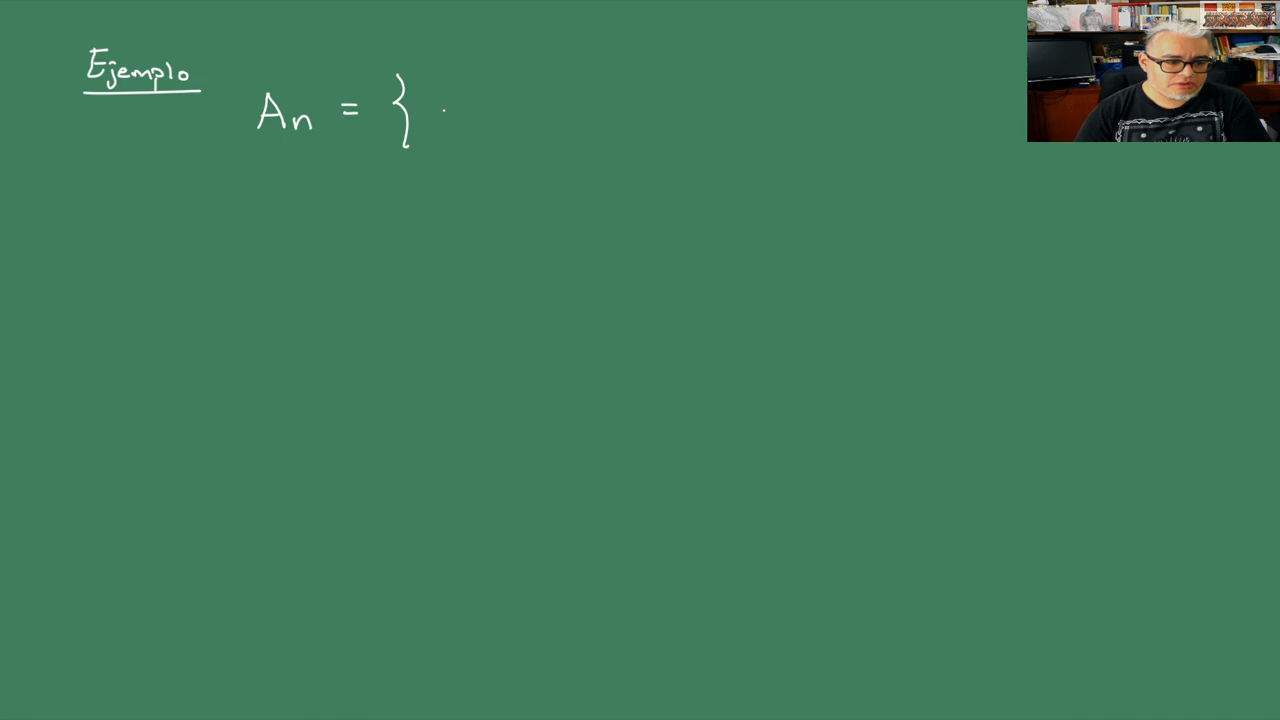 Ejemplo
An = {